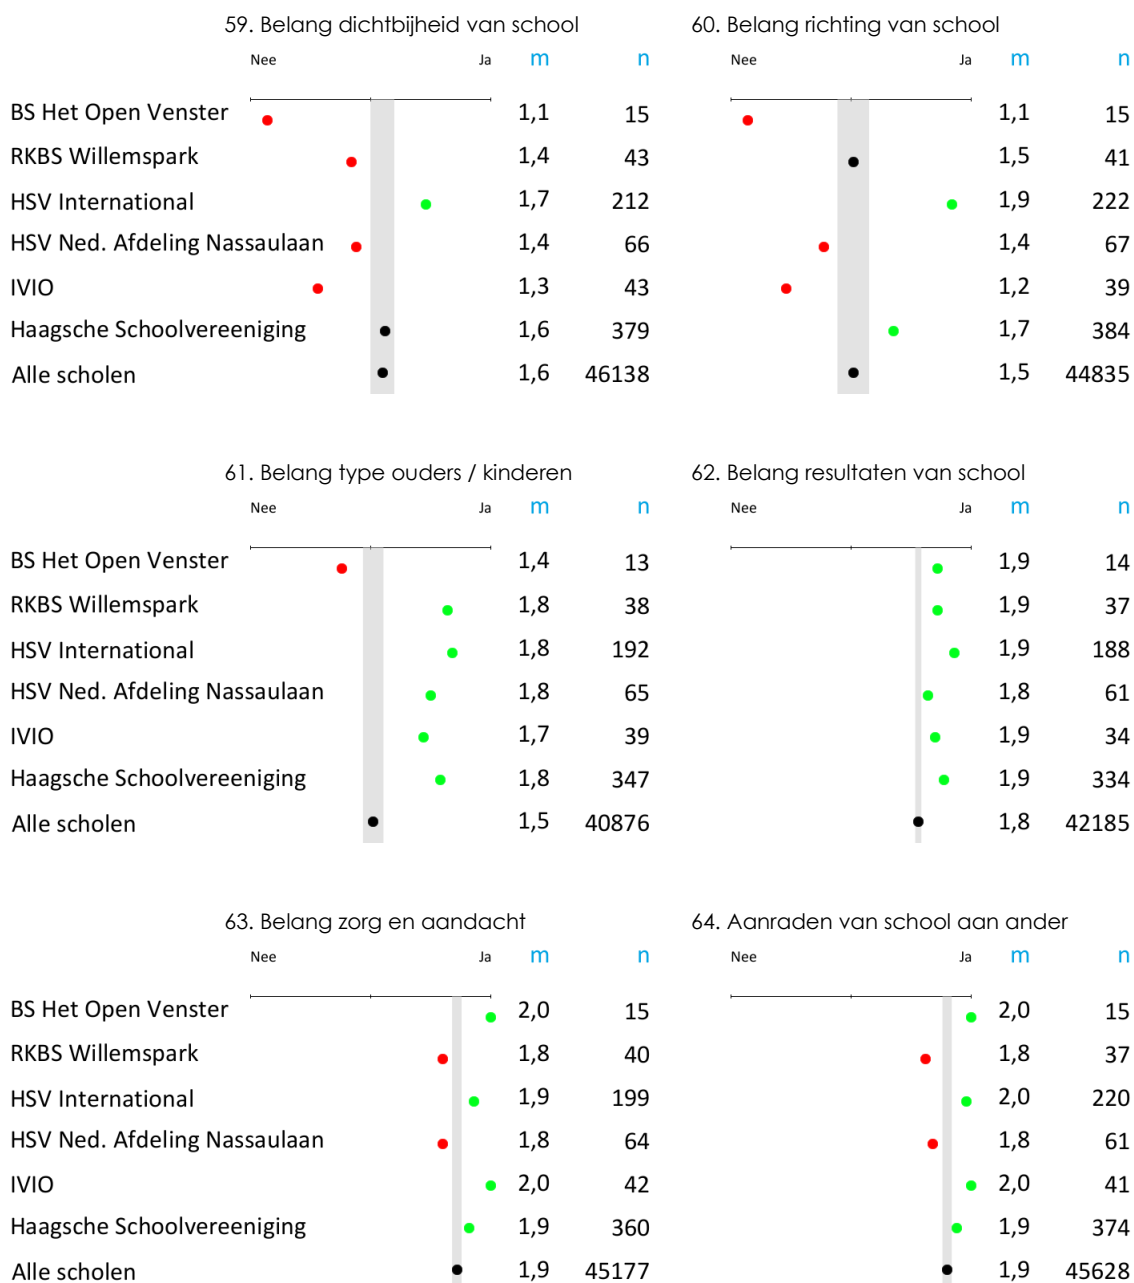 59. Belang dichtbijheid van school 60. Belang richting van school
Nee Ja m n Nee Ja m n
BS Het Open Venster 1,1 15 1,1 15
RKBS Willemspark 1,4 43 1,5 41
HSV International 1,7 212 1,9 222
HSV Ned. Afdeling Nassaulaan 1,4 66 1,4 67
IVIO 1,3 43 1,2 39
Haagsche Schoolvereeniging 1,6 379 1,7 384
Alle scholen 1,6 46138 1,5 44835
61. Belang type ouders / kinderen 62. Belang resultaten van school
Nee Ja m n Nee Ja m n
BS Het Open Venster 1,4 13 1,9 14
RKBS Willemspark 1,8 38 1,9 37
HSV International 1,8 192 1,9 188
HSV Ned. Afdeling Nassaulaan 1,8 65 1,8 61
IVIO 1,7 39 1,9 34
Haagsche Schoolvereeniging 1,8 347 1,9 334
Alle scholen 1,5 40876 1,8 42185
63. Belang zorg en aandacht 64. Aanraden van school aan ander
Nee Ja m n Nee Ja m n
BS Het Open Venster 2,0 15 2,0 15
RKBS Willemspark 1,8 40 1,8 37
HSV International 1,9 199 2,0 220
HSV Ned. Afdeling Nassaulaan 1,8 64 1,8 61
IVIO 2,0 42 2,0 41
Haagsche Schoolvereeniging 1,9 360 1,9 374
Alle scholen 1,9 45177 1,9 45628